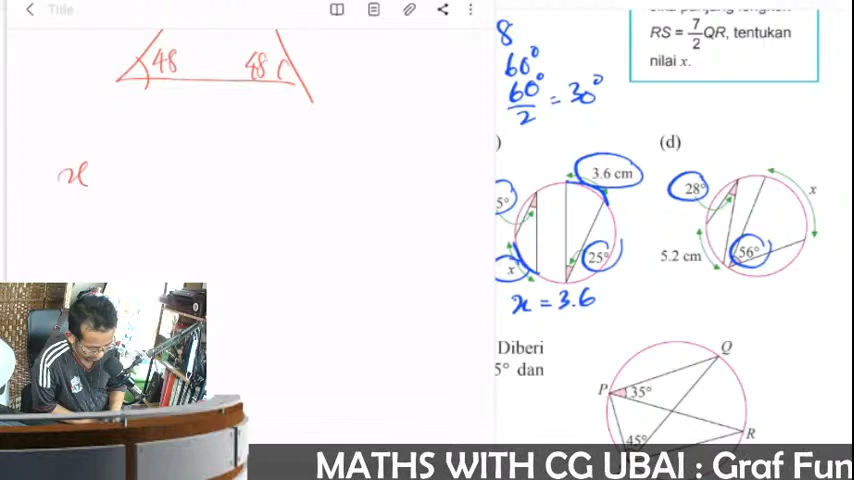 Title
48
48
x
8
60°
60°
2
= 30°
RS = 7/2 QR, tentukan
nilai x.
)
(d)
3.6 cm
5°
25°
x
x = 3.6
28°
x
56°
5.2 cm
Diberi
5° dan
Q
P
35°
R
45°
MATHS WITH CG UBAI : Graf Fun